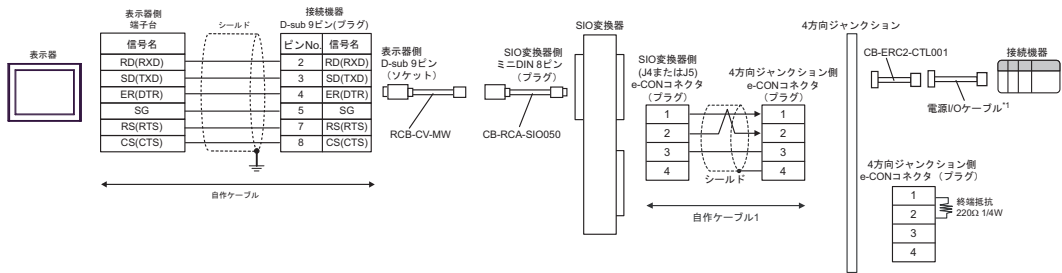 表示器
表示器側
端子台
シールド
接続機器
D-sub 9ピン(プラグ)
信号名
ピンNo.
信号名
RD(RXD)
2
RD(RXD)
SD(TXD)
3
SD(TXD)
ER(DTR)
4
ER(DTR)
SG
5
SG
RS(RTS)
7
RS(RTS)
CS(CTS)
8
CS(CTS)
自作ケーブル
表示器側
D-sub 9ピン
(ソケット)
RCB-CV-MW
SIO変換器側
ミニDIN 8ピン
(プラグ)
CB-RCA-SIO050
SIO変換器
SIO変換器側
(J4またはJ5)
e-CONコネクタ
(プラグ)
4方向ジャンクション側
e-CONコネクタ
(プラグ)
1
1
2
2
3
3
4
4
シールド
自作ケーブル1
4方向ジャンクション
CB-ERC2-CTL001
接続機器
電源I/Oケーブル*1
4方向ジャンクション側
e-CONコネクタ(プラグ)
1
2
3
4
終端抵抗
220Ω 1/4W